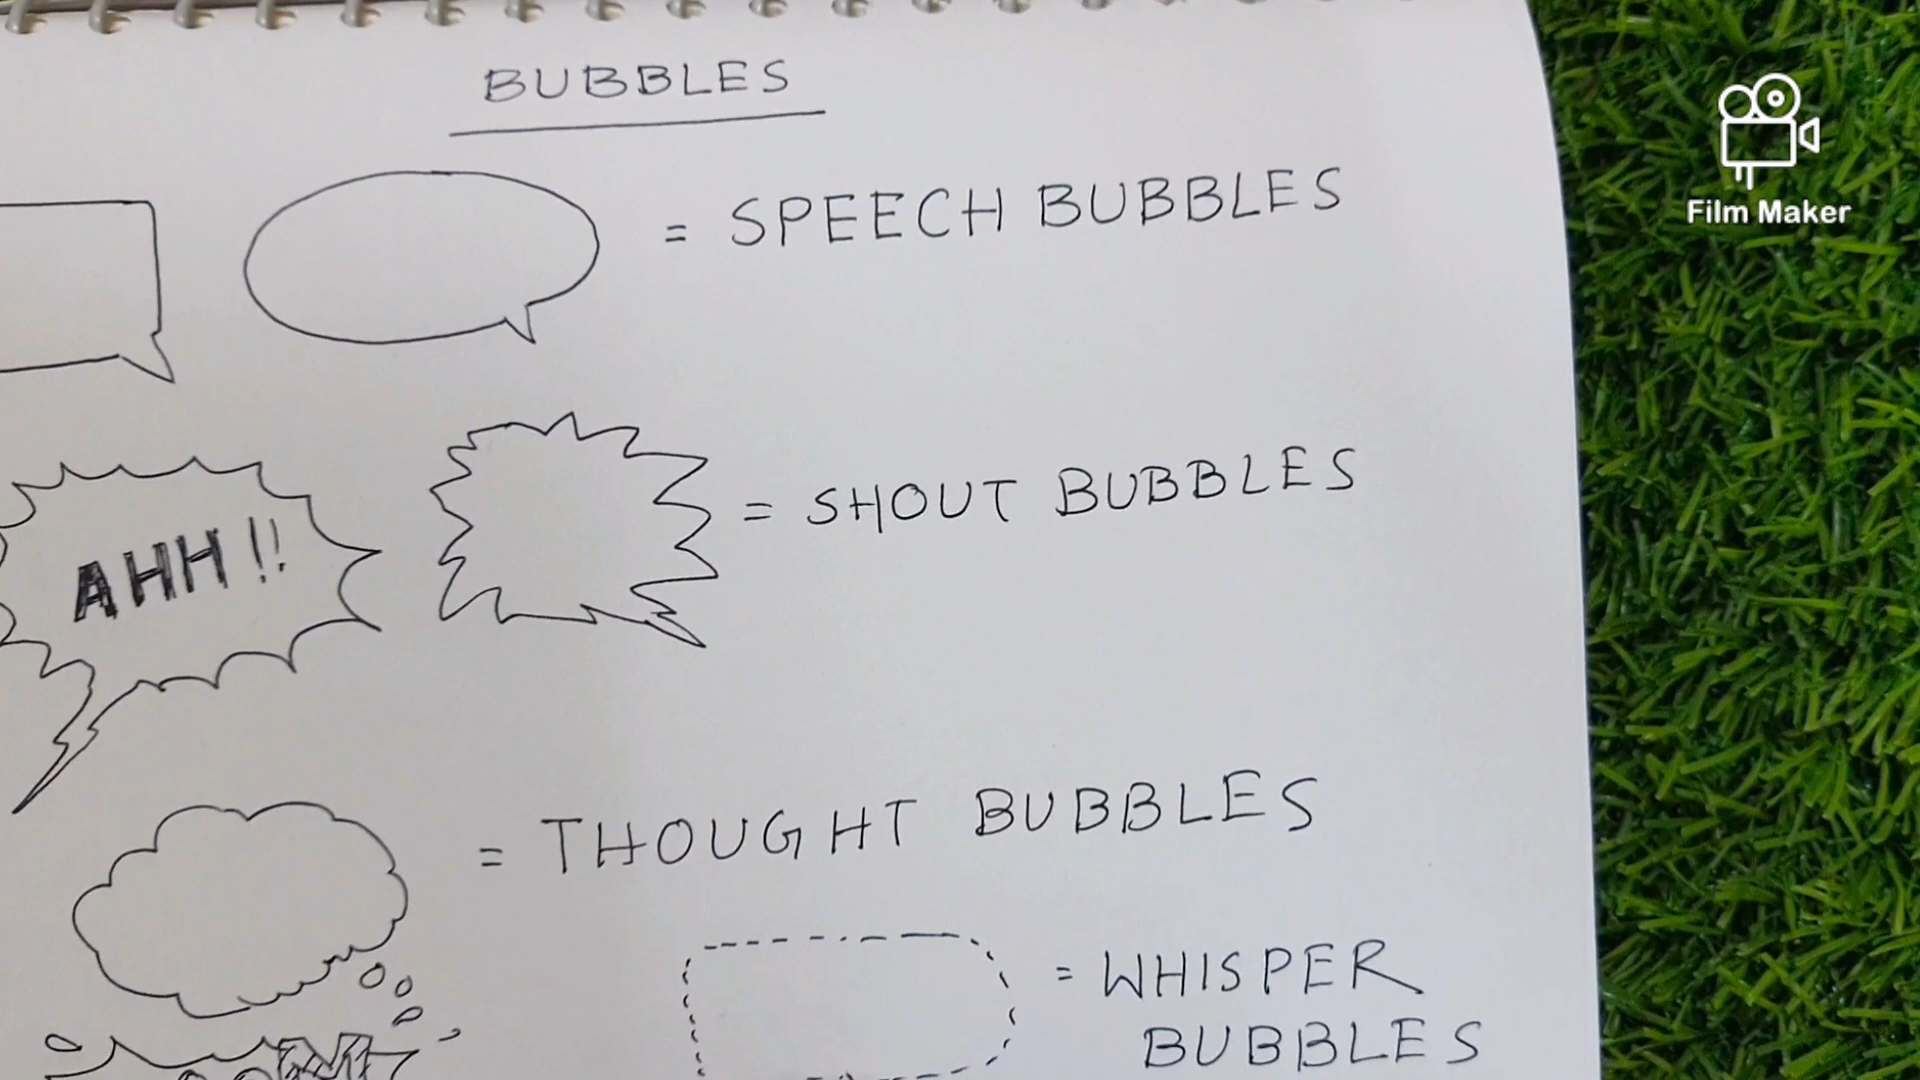 BUBBLES
= SPEECH BUBBLES
AHH!!
= SHOUT BUBBLES
= THOUGHT BUBBLES
= WHISPER
BUBBLES
Film Maker